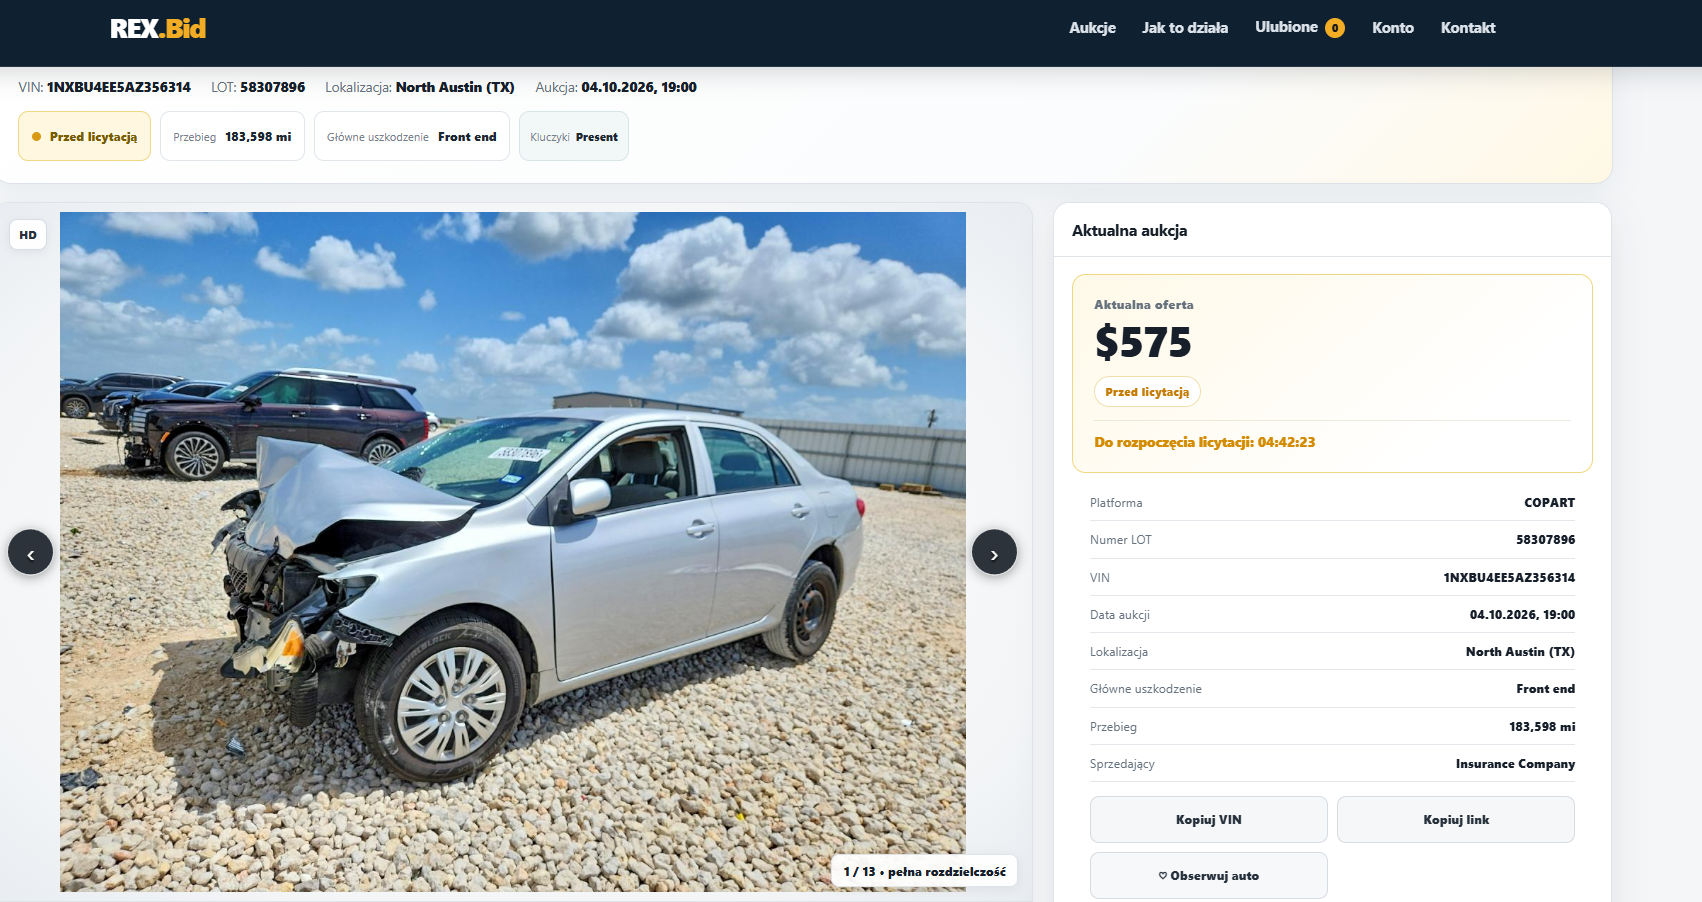 REX.Bid
Aukcje
Jak to działa
Ulubione 0
Konto
Kontakt
VIN: 1NXBU4EE5AZ356314 LOT: 58307896 Lokalizacja: North Austin (TX) Aukcja: 04.10.2026, 19:00
Przed licytacją
Przebieg 183,598 mi
Główne uszkodzenie Front end
Kluczyki Present
HD
1 / 13 • pełna rozdzielczość
Aktualna aukcja
Aktualna oferta
$575
Przed licytacją
Do rozpoczęcia licytacji: 04:42:23
Platforma COPART
Numer LOT 58307896
VIN 1NXBU4EE5AZ356314
Data aukcji 04.10.2026, 19:00
Lokalizacja North Austin (TX)
Główne uszkodzenie Front end
Przebieg 183,598 mi
Sprzedający Insurance Company
Kopiuj VIN
Kopiuj link
♡ Obserwuj auto